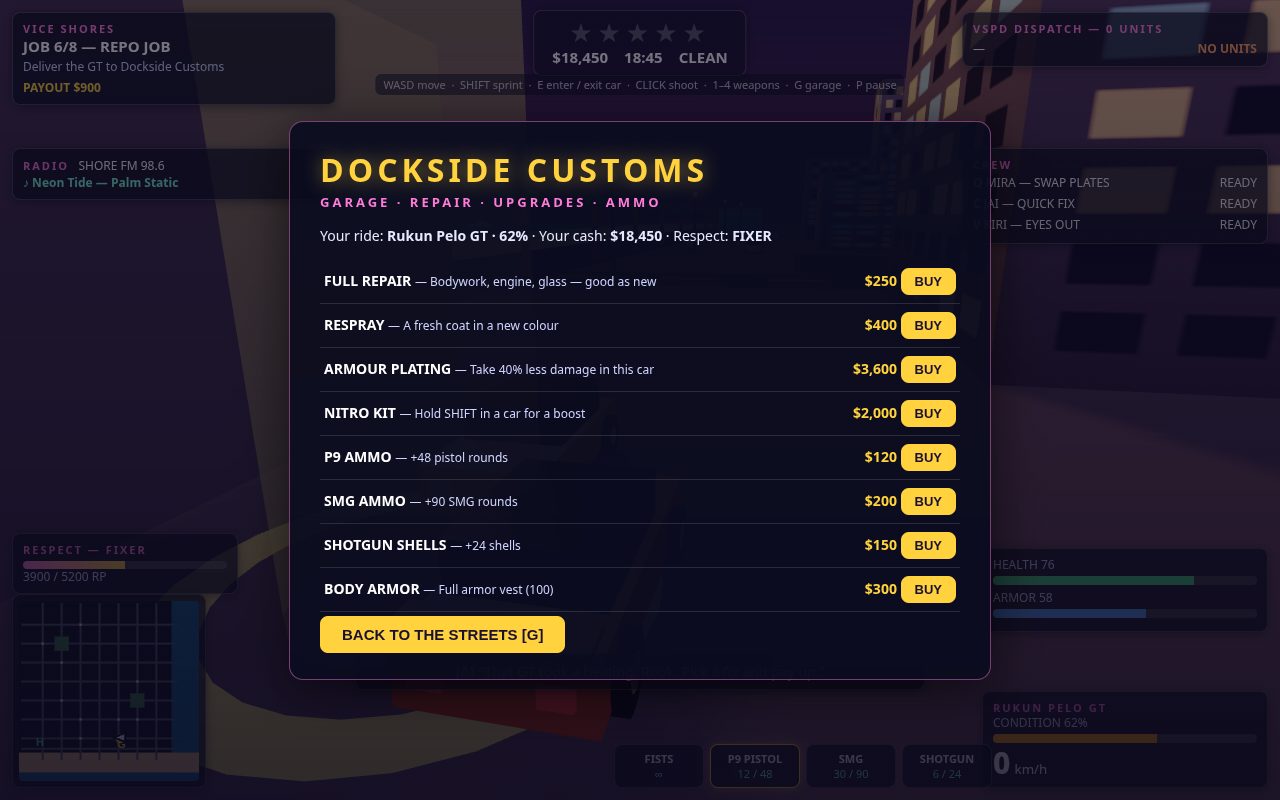 VICE SHORES
JOB 6/8 — REPO JOB
Deliver the GT to Dockside Customs
PAYOUT $900
★ ★ ★ ★ ★
$18,450 18:45 CLEAN
VSPD DISPATCH — 0 UNITS
— NO UNITS
WASD move · SHIFT sprint · E enter / exit car · CLICK shoot · 1–4 weapons · G garage · P pause
RADIO SHORE FM 98.6
♪ Neon Tide — Palm Static
MIRA — SWAP PLATES READY
— QUICK FIX READY
— EYES OUT READY
DOCKSIDE CUSTOMS
GARAGE · REPAIR · UPGRADES · AMMO
Your ride: Rukun Pelo GT · 62% · Your cash: $18,450 · Respect: FIXER
FULL REPAIR — Bodywork, engine, glass — good as new $250 BUY
RESPRAY — A fresh coat in a new colour $400 BUY
ARMOUR PLATING — Take 40% less damage in this car $3,600 BUY
NITRO KIT — Hold SHIFT in a car for a boost $2,000 BUY
P9 AMMO — +48 pistol rounds $120 BUY
SMG AMMO — +90 SMG rounds $200 BUY
SHOTGUN SHELLS — +24 shells $150 BUY
BODY ARMOR — Full armor vest (100) $300 BUY
BACK TO THE STREETS [G]
RESPECT — FIXER
3900 / 5200 RP
H
G
HEALTH 76
ARMOR 58
RUKUN PELO GT
CONDITION 62%
0 km/h
FISTS
∞
P9 PISTOL
12 / 48
SMG
30 / 90
SHOTGUN
6 / 24